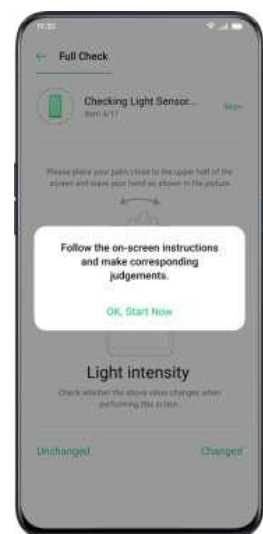 Full Check
Checking Light Sensor...
Item 4/11
Skip
Please place your palm close to the upper half of the
screen and wave your hand as shown in the picture.
Follow the on-screen instructions
and make corresponding
judgements.
OK, Start Now
Light intensity
Check whether the above value changes when
performing this action.
Unchanged
Changed